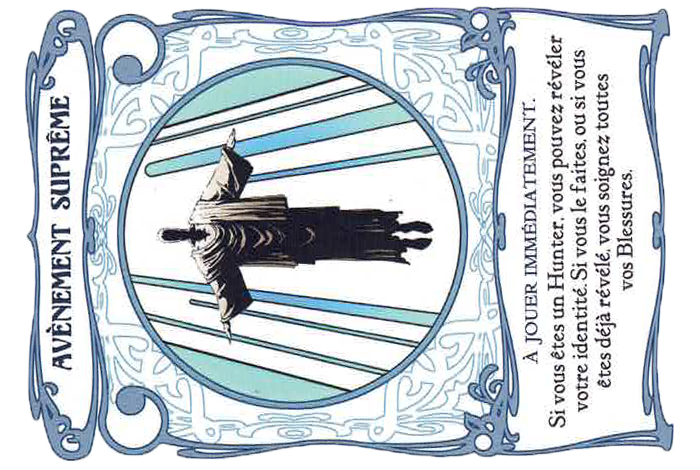 AVÈNEMENT SUPRÊME
À JOUER IMMÉDIATEMENT.
Si vous êtes un Hunter, vous pouvez révéler
votre identité. Si vous le faites, ou si vous
êtes déjà révélé, vous soignez toutes
vos Blessures.